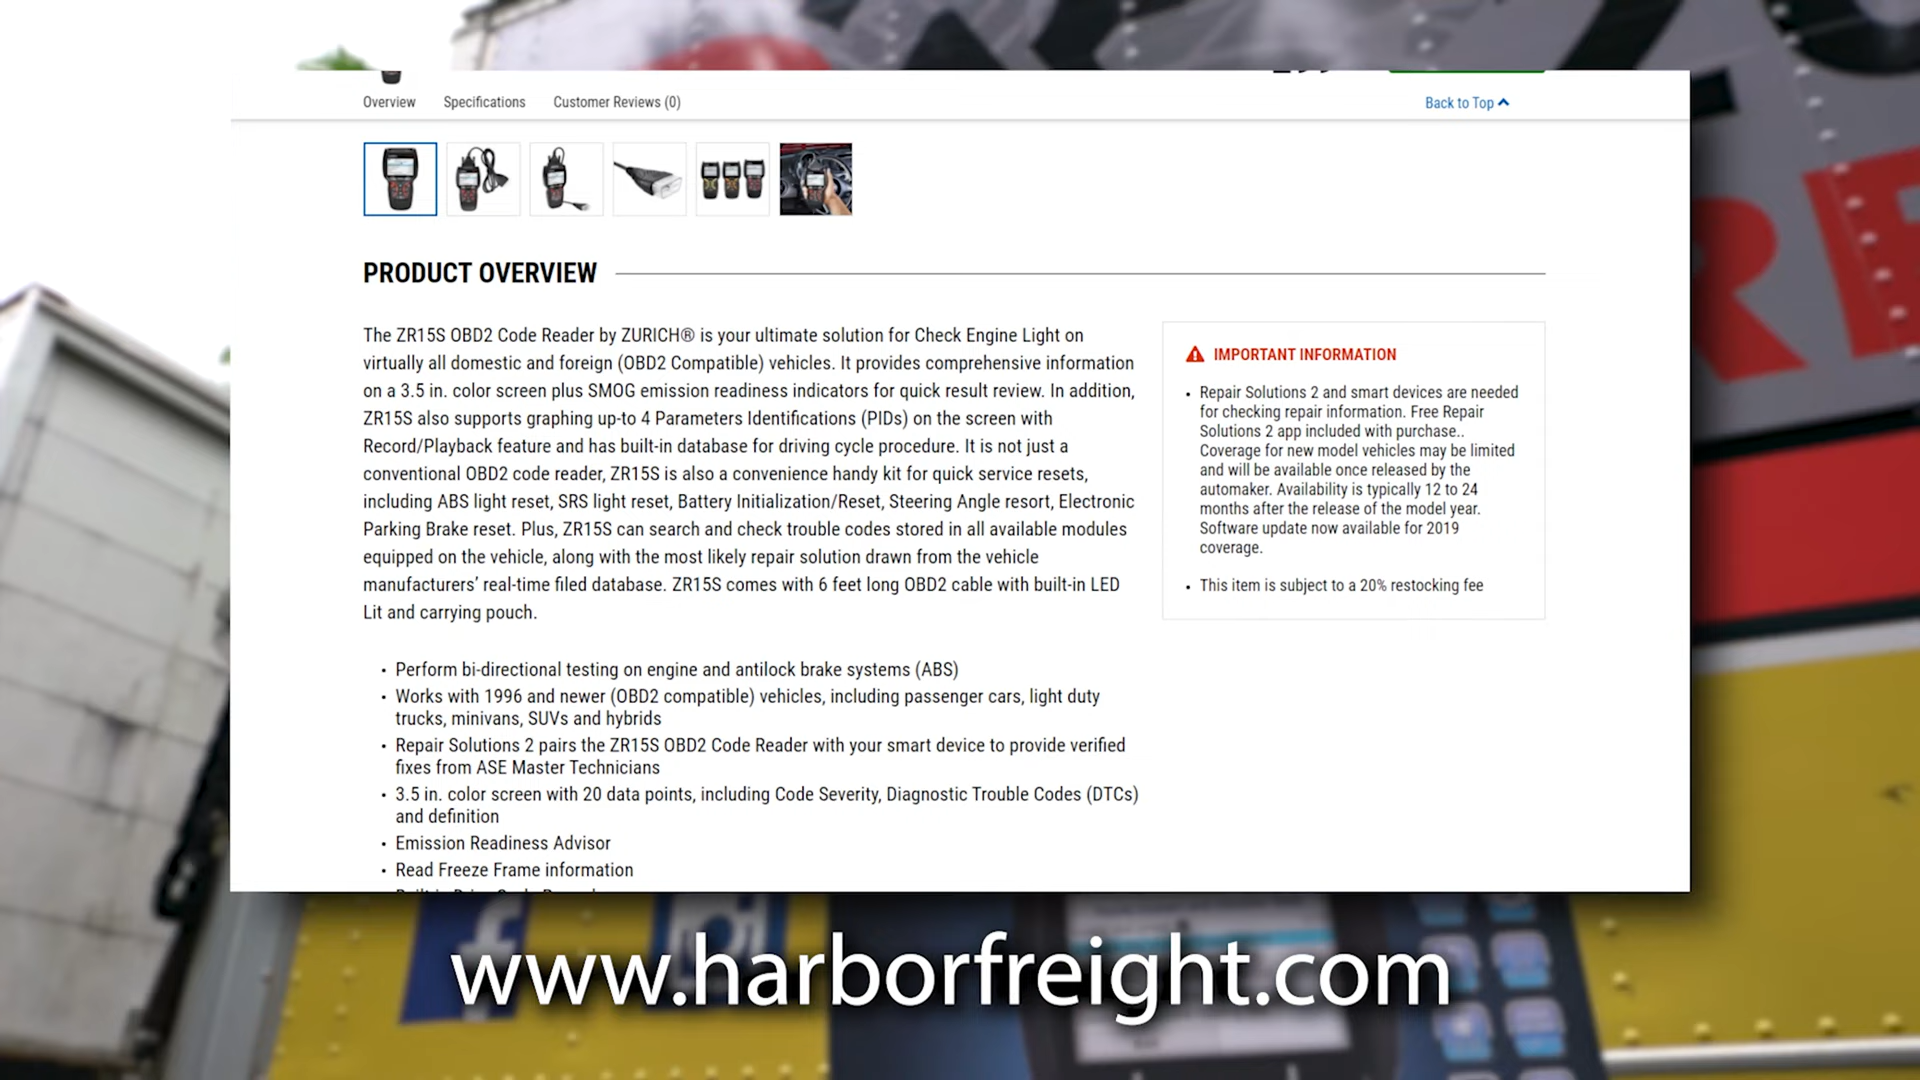 Overview Specifications Customer Reviews (0) Back to Top
PRODUCT OVERVIEW
The ZR15S OBD2 Code Reader by ZURICH® is your ultimate solution for Check Engine Light on
virtually all domestic and foreign (OBD2 Compatible) vehicles. It provides comprehensive information
on a 3.5 in. color screen plus SMOG emission readiness indicators for quick result review. In addition,
ZR15S also supports graphing up-to 4 Parameters Identifications (PIDs) on the screen with
Record/Playback feature and has built-in database for driving cycle procedure. It is not just a
conventional OBD2 code reader, ZR15S is also a convenience handy kit for quick service resets,
including ABS light reset, SRS light reset, Battery Initialization/Reset, Steering Angle resort, Electronic
Parking Brake reset. Plus, ZR15S can search and check trouble codes stored in all available modules
equipped on the vehicle, along with the most likely repair solution drawn from the vehicle
manufacturers’ real-time filed database. ZR15S comes with 6 feet long OBD2 cable with built-in LED
Lit and carrying pouch.
• Perform bi-directional testing on engine and antilock brake systems (ABS)
• Works with 1996 and newer (OBD2 compatible) vehicles, including passenger cars, light duty
trucks, minivans, SUVs and hybrids
• Repair Solutions 2 pairs the ZR15S OBD2 Code Reader with your smart device to provide verified
fixes from ASE Master Technicians
• 3.5 in. color screen with 20 data points, including Code Severity, Diagnostic Trouble Codes (DTCs)
and definition
• Emission Readiness Advisor
• Read Freeze Frame information
IMPORTANT INFORMATION
• Repair Solutions 2 and smart devices are needed
for checking repair information. Free Repair
Solutions 2 app included with purchase..
Coverage for new model vehicles may be limited
and will be available once released by the
automaker. Availability is typically 12 to 24
months after the release of the model year.
Software update now available for 2019
coverage.
• This item is subject to a 20% restocking fee
www.harborfreight.com